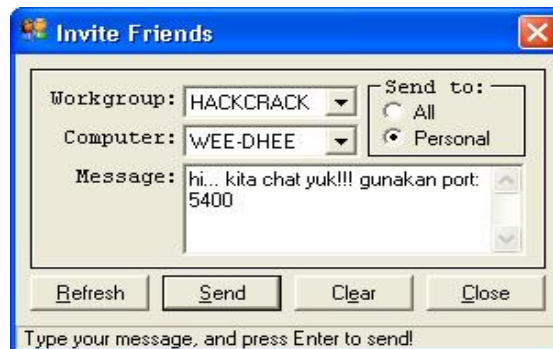 Invite Friends
Workgroup: HACKCRACK
Send to:
All
Computer: WEE-DHEE
Personal
Message: hi... kita chat yuk!!! gunakan port:
5400
Refresh Send Clear Close
Type your message, and press Enter to send!